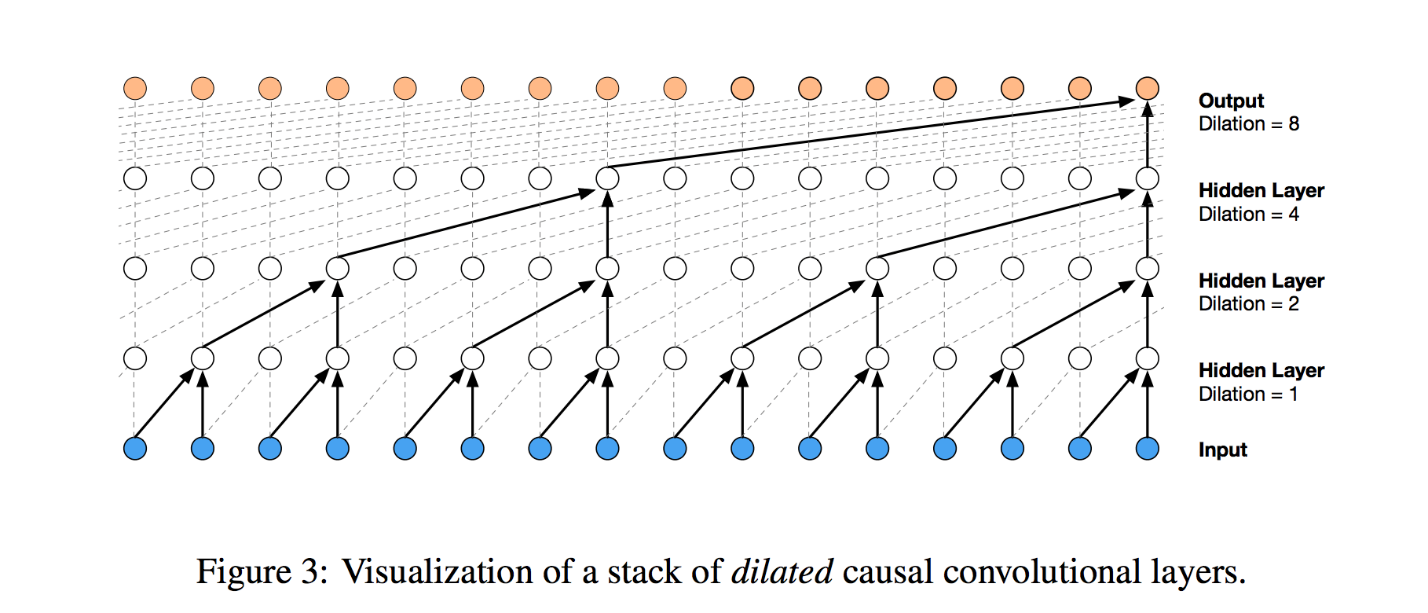 Output
Dilation = 8
Hidden Layer
Dilation = 4
Hidden Layer
Dilation = 2
Hidden Layer
Dilation = 1
Input
Figure 3: Visualization of a stack of dilated causal convolutional layers.